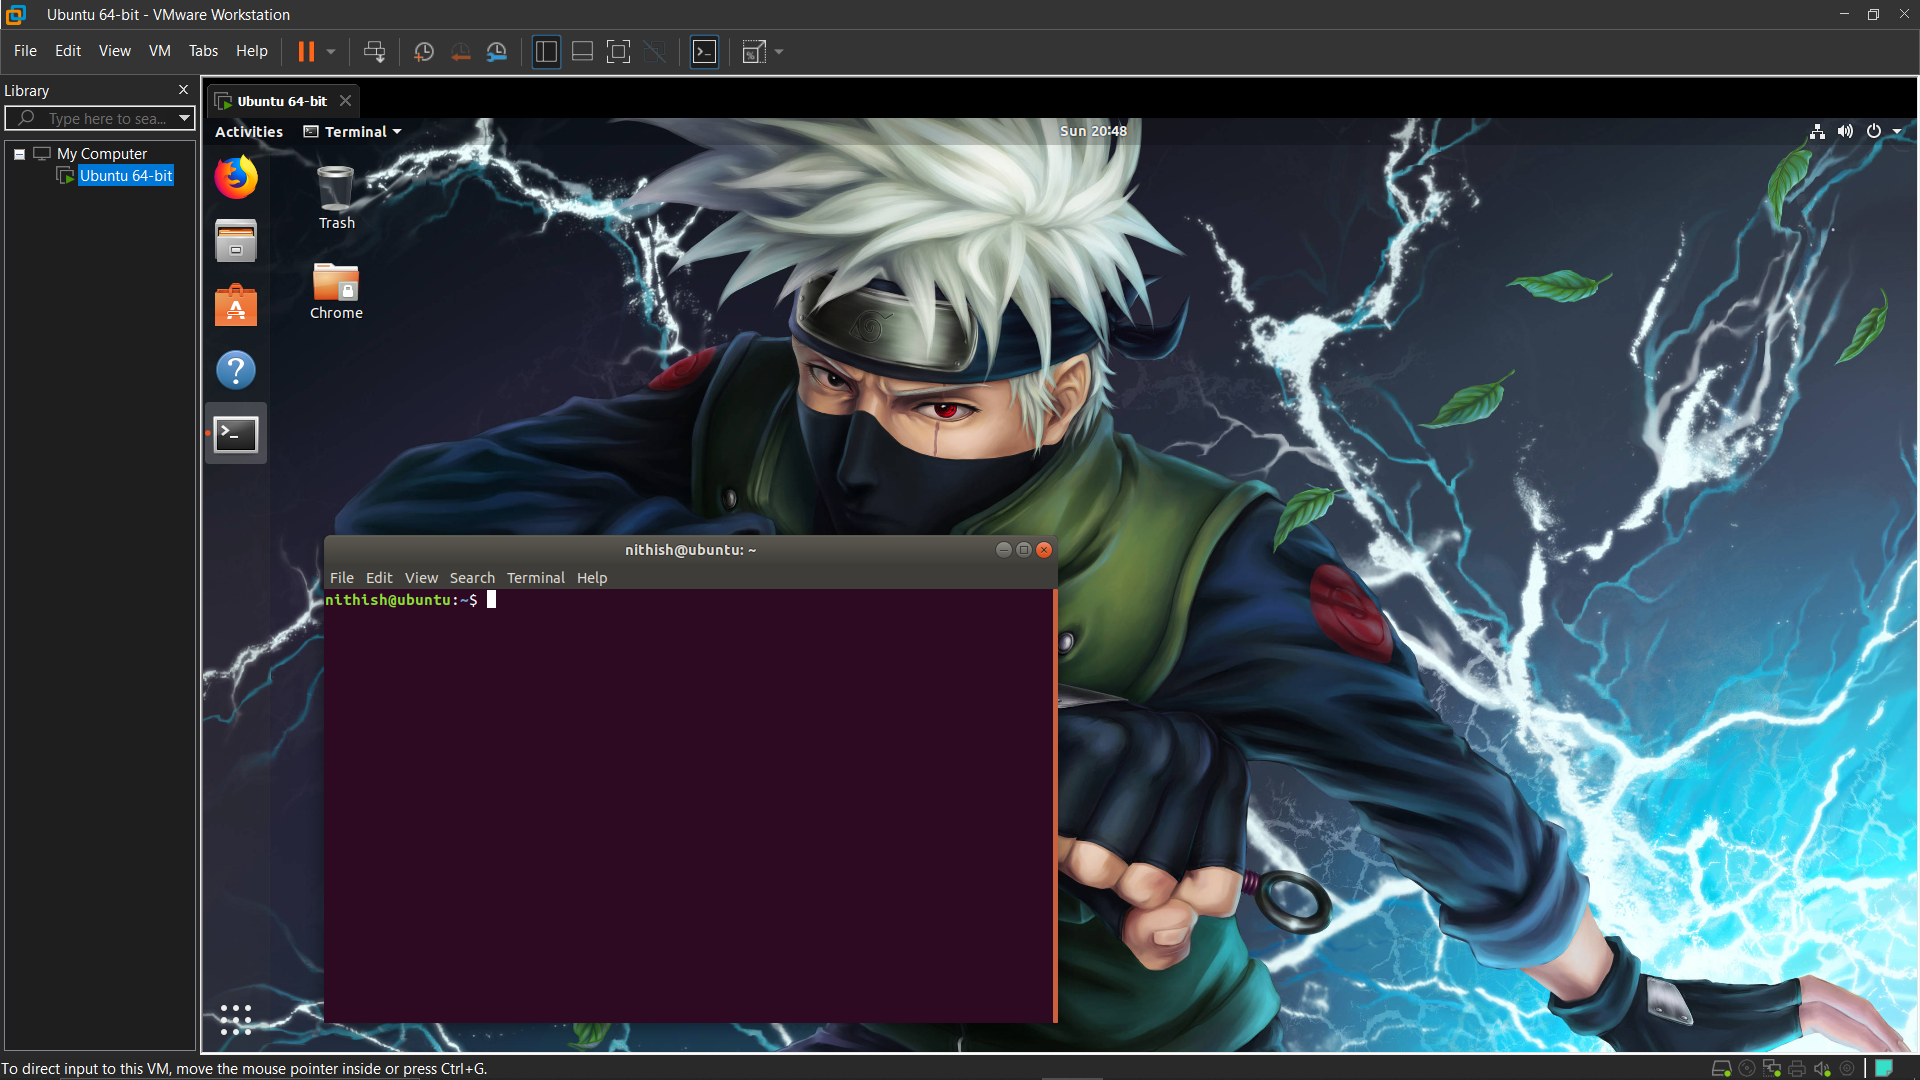 Ubuntu 64-bit - VMware Workstation
File Edit View VM Tabs Help
Library
Type here to sea...
My Computer
Ubuntu 64-bit
Ubuntu 64-bit
Activities Terminal Sun 20:48
Trash
Chrome
nithish@ubuntu: ~
File Edit View Search Terminal Help
nithish@ubuntu:~$
To direct input to this VM, move the mouse pointer inside or press Ctrl+G.